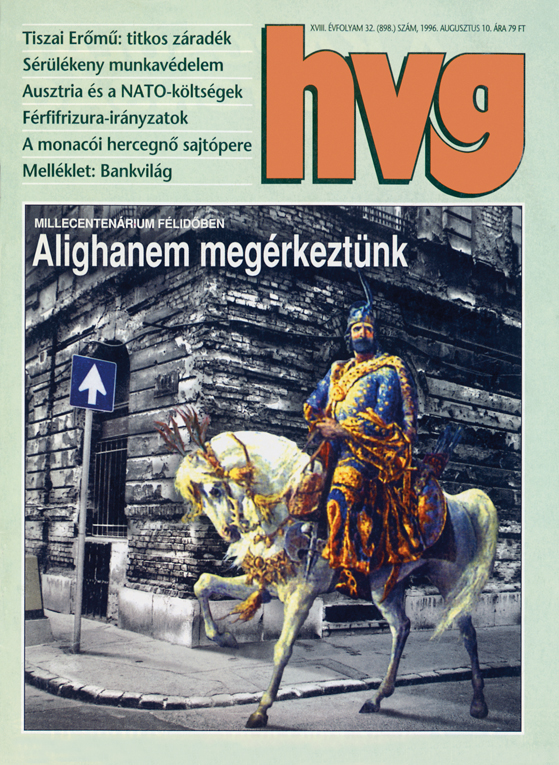 XVIII. ÉVFOLYAM 32. (898.) SZÁM, 1996. AUGUSZTUS 10. ÁRA 79 FT
hvg
Tiszai Erőmű: titkos záradék
Sérülékeny munkavédelem
Ausztria és a NATO-költségek
Férfifrizura-irányzatok
A monacói hercegnő sajtópere
Melléklet: Bankvilág
MILLECENTENÁRIUM FÉLIDŐBEN
Alighanem megérkeztünk